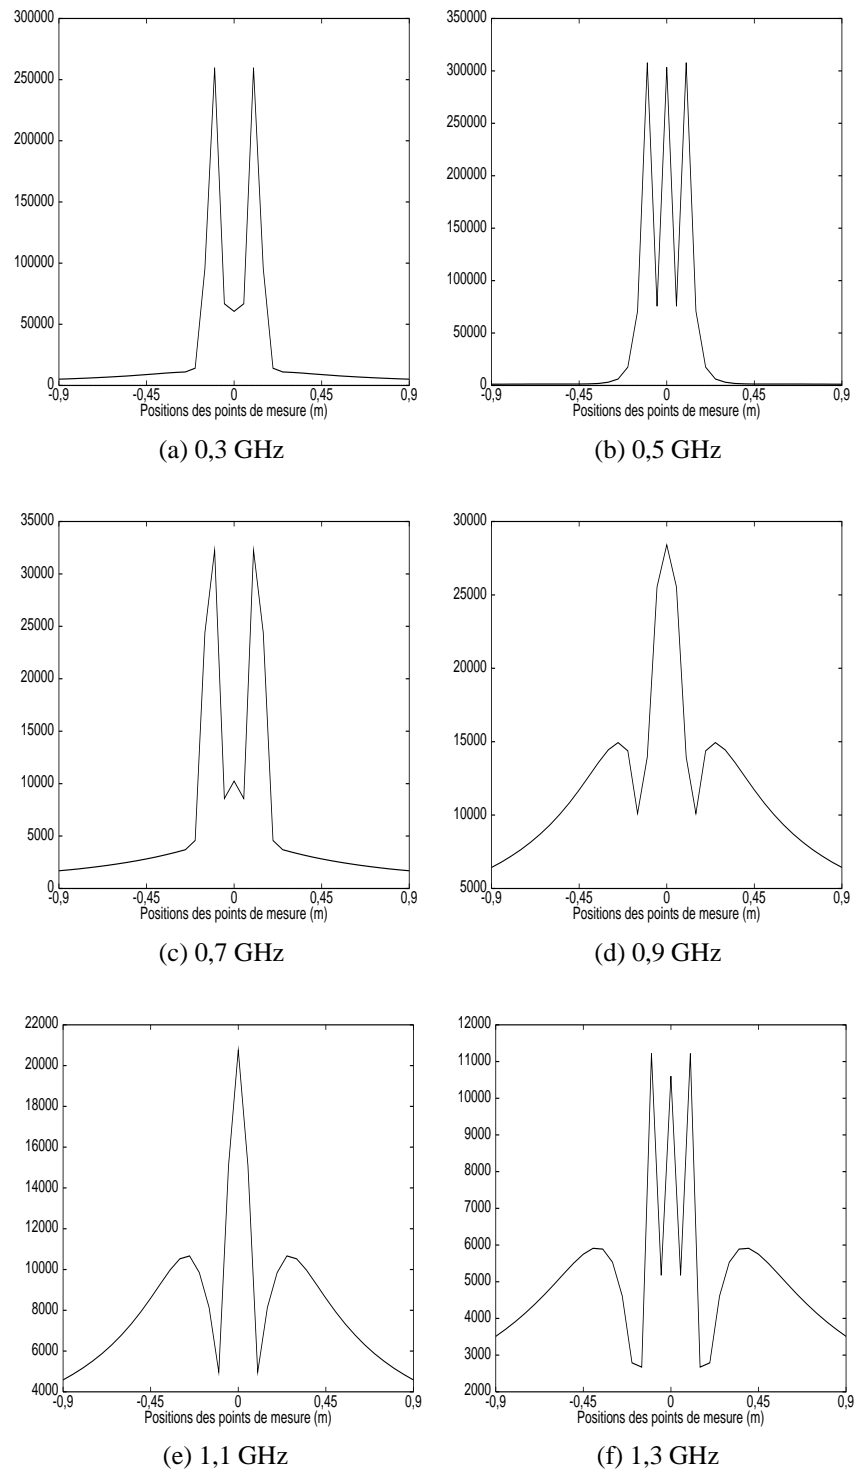 300000
250000
200000
150000
100000
50000
0
-0,9 -0,45 0 0,45 0,9
Positions des points de mesure (m)
(a) 0,3 GHz
350000
300000
250000
200000
150000
100000
50000
0
-0,9 -0,45 0 0,45 0,9
Positions des points de mesure (m)
(b) 0,5 GHz
35000
30000
25000
20000
15000
10000
5000
0
-0,9 -0,45 0 0,45 0,9
Positions des points de mesure (m)
(c) 0,7 GHz
30000
25000
20000
15000
10000
5000
-0,9 -0,45 0 0,45 0,9
Positions des points de mesure (m)
(d) 0,9 GHz
22000
20000
18000
16000
14000
12000
10000
8000
6000
4000
-0,9 -0,45 0 0,45 0,9
Positions des points de mesure (m)
(e) 1,1 GHz
12000
11000
10000
9000
8000
7000
6000
5000
4000
3000
2000
-0,9 -0,45 0 0,45 0,9
Positions des points de mesure (m)
(f) 1,3 GHz